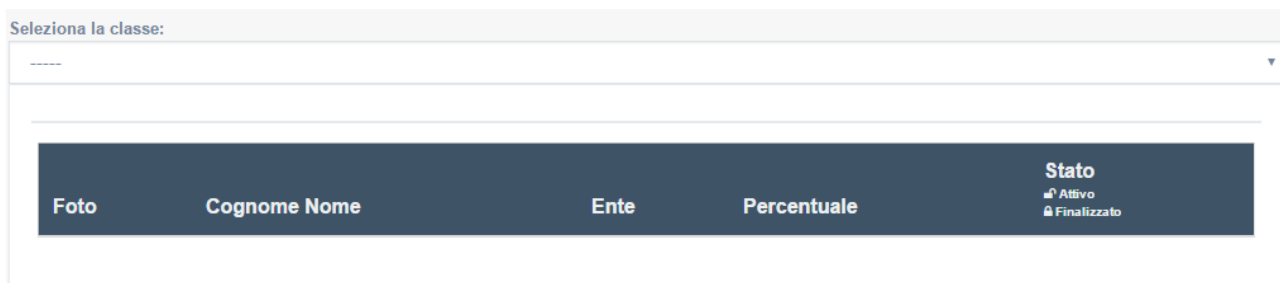 Seleziona la classe:
-----
Foto Cognome Nome Ente Percentuale Stato
Attivo
Finalizzato